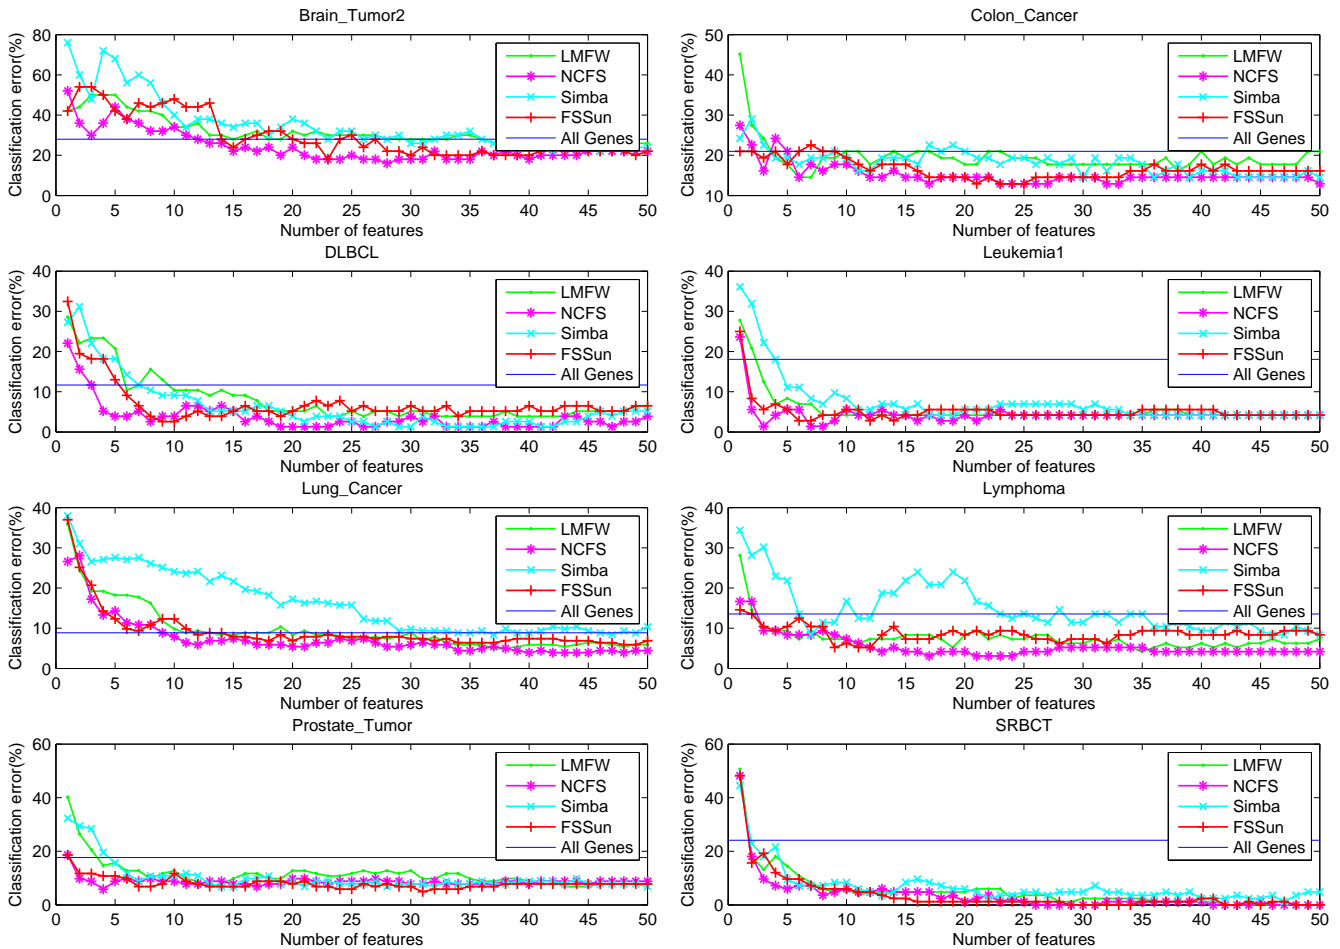 Brain_Tumor2
Classification error(%)
80
60
40
20
0
0 5 10 15 20 25 30 35 40 45 50
Number of features
LMFW
NCFS
Simba
FSSun
All Genes
Colon_Cancer
Classification error(%)
50
40
30
20
10
0 5 10 15 20 25 30 35 40 45 50
Number of features
LMFW
NCFS
Simba
FSSun
All Genes
DLBCL
Classification error(%)
40
30
20
10
0
0 5 10 15 20 25 30 35 40 45 50
Number of features
LMFW
NCFS
Simba
FSSun
All Genes
Leukemia1
Classification error(%)
40
30
20
10
0
0 5 10 15 20 25 30 35 40 45 50
Number of features
LMFW
NCFS
Simba
FSSun
All Genes
Lung_Cancer
Classification error(%)
40
30
20
10
0
0 5 10 15 20 25 30 35 40 45 50
Number of features
LMFW
NCFS
Simba
FSSun
All Genes
Lymphoma
Classification error(%)
40
30
20
10
0
0 5 10 15 20 25 30 35 40 45 50
Number of features
LMFW
NCFS
Simba
FSSun
All Genes
Prostate_Tumor
Classification error(%)
60
40
20
0
0 5 10 15 20 25 30 35 40 45 50
Number of features
LMFW
NCFS
Simba
FSSun
All Genes
SRBCT
Classification error(%)
60
40
20
0
0 5 10 15 20 25 30 35 40 45 50
Number of features
LMFW
NCFS
Simba
FSSun
All Genes